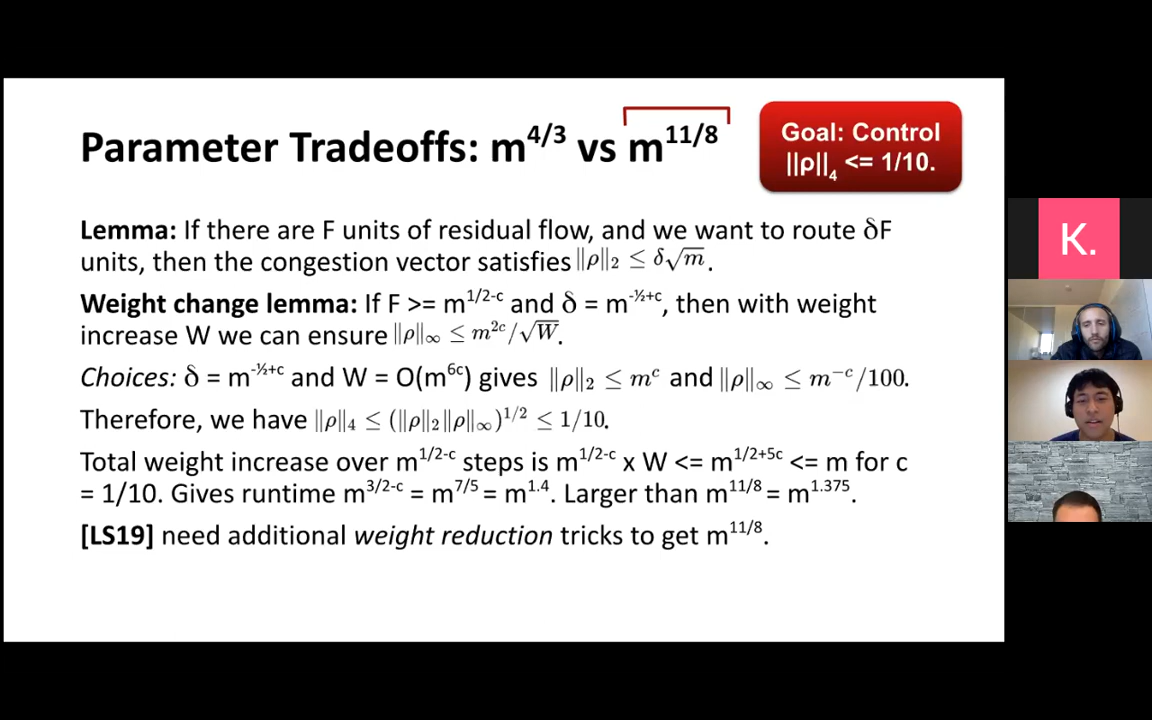 Parameter Tradeoffs: m^4/3 vs m^11/8
Goal: Control
||ρ||_4 <= 1/10.
Lemma: If there are F units of residual flow, and we want to route δF
units, then the congestion vector satisfies ||ρ||_2 ≤ δ√m.
Weight change lemma: If F >= m^1/2-c and δ = m^-½+c, then with weight
increase W we can ensure ||ρ||_∞ ≤ m^2c/√W.
Choices: δ = m^-½+c and W = O(m^6c) gives ||ρ||_2 ≤ m^c and ||ρ||_∞ ≤ m^−c/100.
Therefore, we have ||ρ||_4 ≤ (||ρ||_2||ρ||_∞)^1/2 ≤ 1/10.
Total weight increase over m^1/2-c steps is m^1/2-c x W <= m^1/2+5c <= m for c
= 1/10. Gives runtime m^3/2-c = m^7/5 = m^1.4. Larger than m^11/8 = m^1.375.
[LS19] need additional weight reduction tricks to get m^11/8.
K.